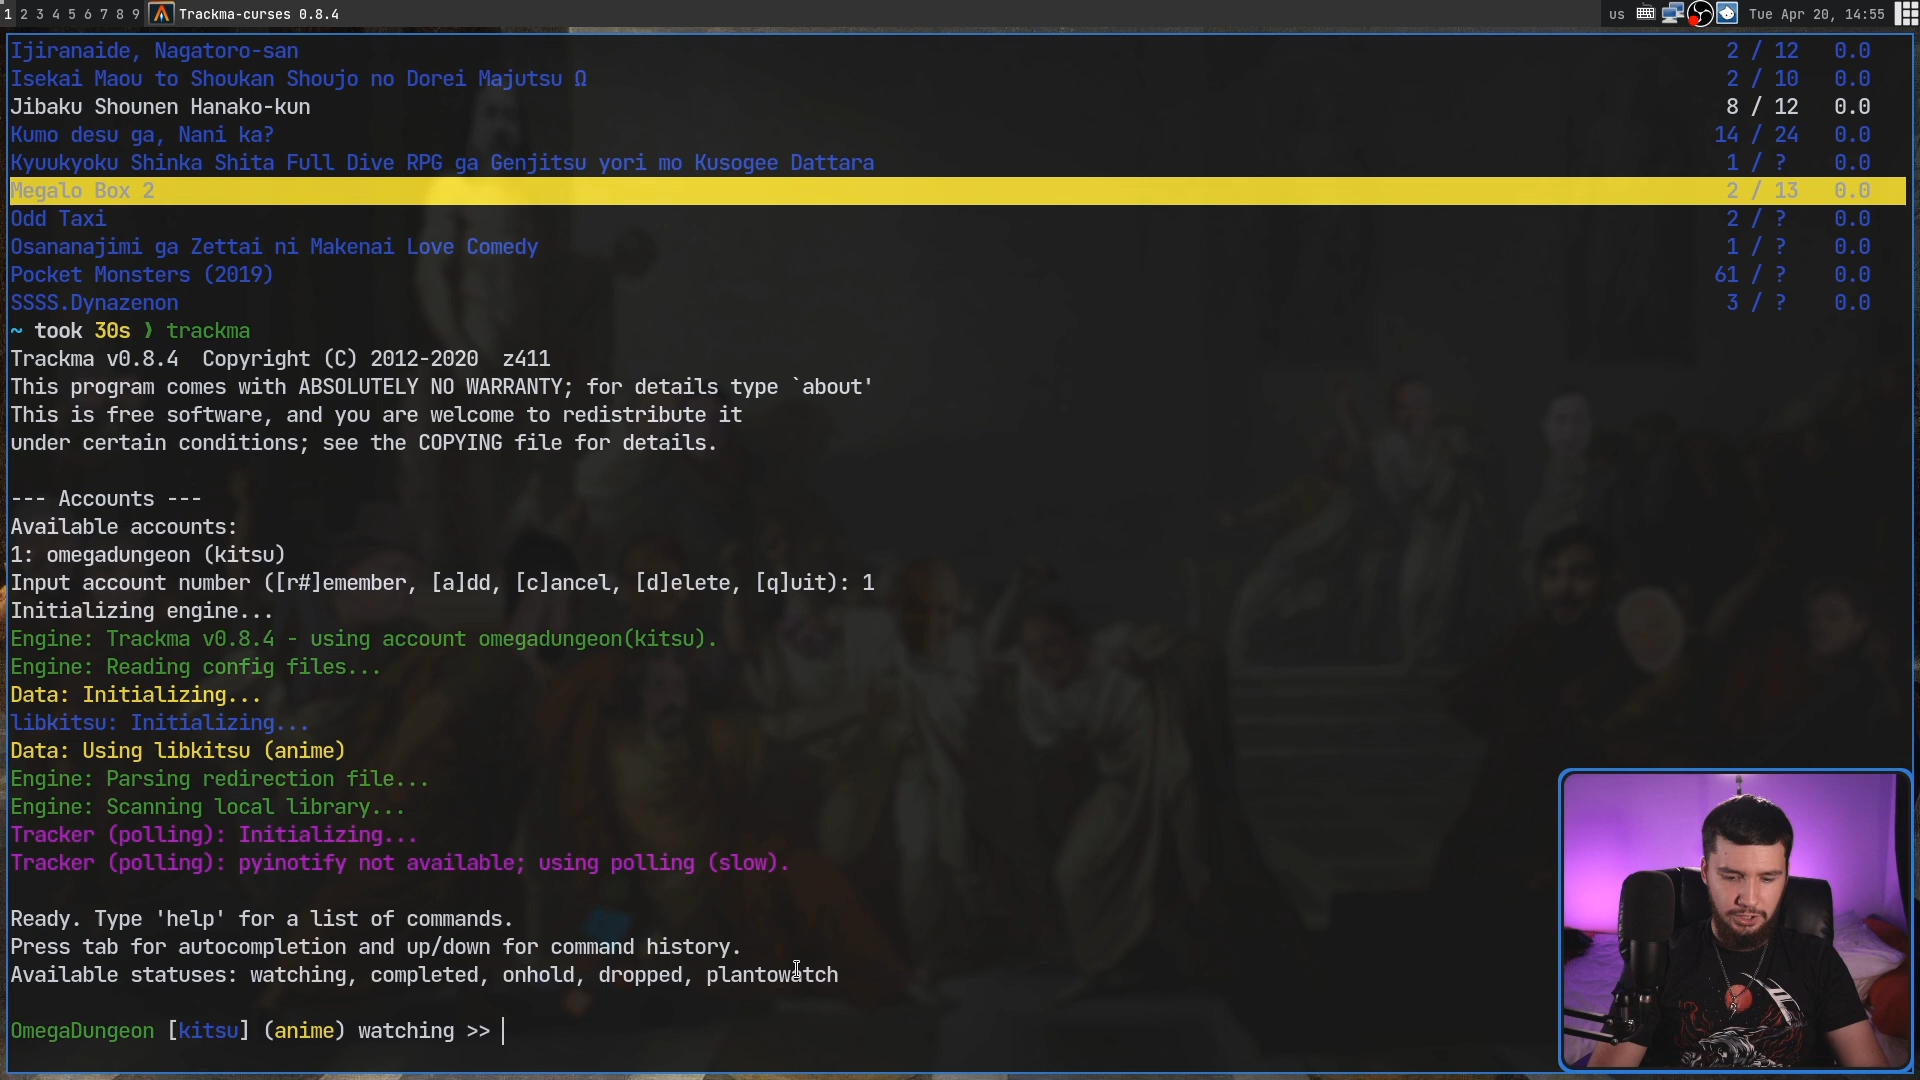 1 2 3 4 5 6 7 8 9 Trackma-curses 0.8.4 us Tue Apr 20, 14:55
Ijiranaide, Nagatoro-san 2 / 12 0.0
Isekai Maou to Shoukan Shoujo no Dorei Majutsu Ω 2 / 10 0.0
Jibaku Shounen Hanako-kun 8 / 12 0.0
Kumo desu ga, Nani ka? 14 / 24 0.0
Kyuukyoku Shinka Shita Full Dive RPG ga Genjitsu yori mo Kusogee Dattara 1 / ? 0.0
Megalo Box 2 2 / 13 0.0
Odd Taxi 2 / ? 0.0
Osananajimi ga Zettai ni Makenai Love Comedy 1 / ? 0.0
Pocket Monsters (2019) 61 / ? 0.0
SSSS.Dynazenon 3 / ? 0.0
~ took 30s ❯ trackma
Trackma v0.8.4  Copyright (C) 2012-2020  z411
This program comes with ABSOLUTELY NO WARRANTY; for details type `about'
This is free software, and you are welcome to redistribute it
under certain conditions; see the COPYING file for details.
--- Accounts ---
Available accounts:
1: omegadungeon (kitsu)
Input account number ([r#]emember, [a]dd, [c]ancel, [d]elete, [q]uit): 1
Initializing engine...
Engine: Trackma v0.8.4 - using account omegadungeon(kitsu).
Engine: Reading config files...
Data: Initializing...
libkitsu: Initializing...
Data: Using libkitsu (anime)
Engine: Parsing redirection file...
Engine: Scanning local library...
Tracker (polling): Initializing...
Tracker (polling): pyinotify not available; using polling (slow).
Ready. Type 'help' for a list of commands.
Press tab for autocompletion and up/down for command history.
Available statuses: watching, completed, onhold, dropped, plantowatch
OmegaDungeon [kitsu] (anime) watching >>